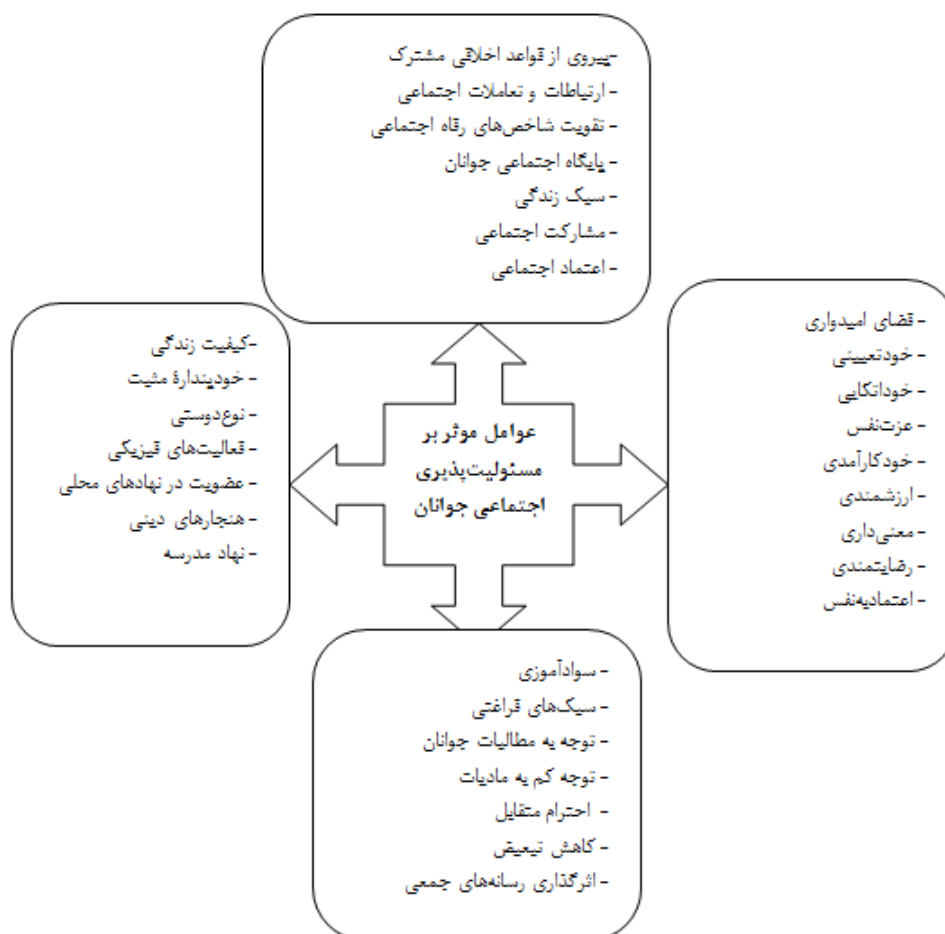 -پیروی از قواعد اخلاقی مشترک
- ارتباطات و تعاملات اجتماعی
- تقویت شاخص‌های رفاه اجتماعی
- پایگاه اجتماعی جوانان
- سبک زندگی
- مشارکت اجتماعی
- اعتماد اجتماعی
- فضای امیدواری
- خودتعیینی
- خوداتکایی
- عزت‌نفس
- خودکارآمدی
- ارزشمندی
- معنی‌داری
- رضایتمندی
- اعتمادبه‌نفس
عوامل موثر بر
مسئولیت‌پذیری
اجتماعی جوانان
-کیفیت زندگی
- خودپندارهٔ مثبت
- نوع‌دوستی
- فعالیت‌های فیزیکی
- عضویت در نهادهای محلی
- هنجارهای دینی
- نهاد مدرسه
- سوادآموزی
- سبک‌های فراغتی
- توجه به مطالبات جوانان
- توجه کم به مادیات
- احترام متقابل
- کاهش تبعیض
- اثرگذاری رسانه‌های جمعی